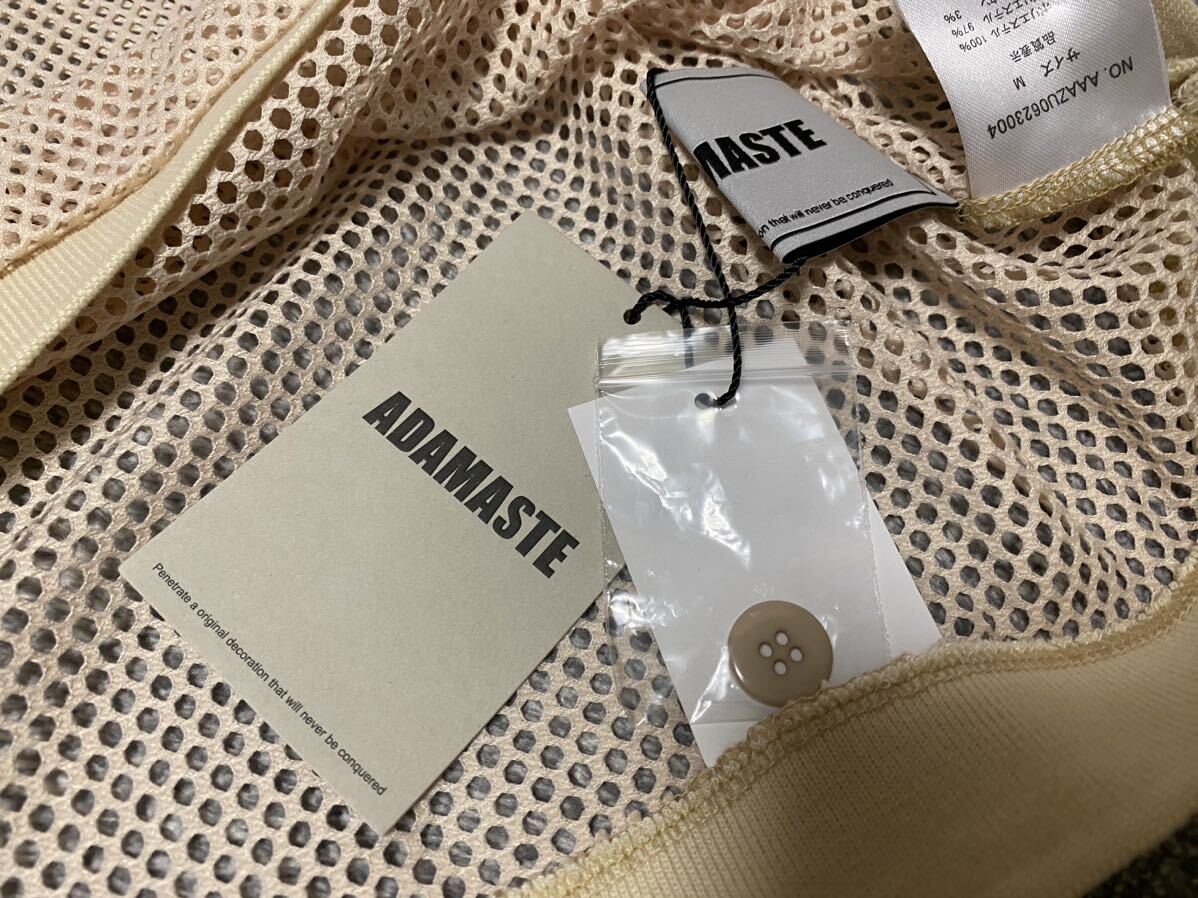 ADAMASTE
Penetrate a original decoration that will never be conquered
MASTE
on that will never be conquered
NO. AAAZU0623004
サイズ M
品質表示
ポリエステル 100%
エステル 97%
3%